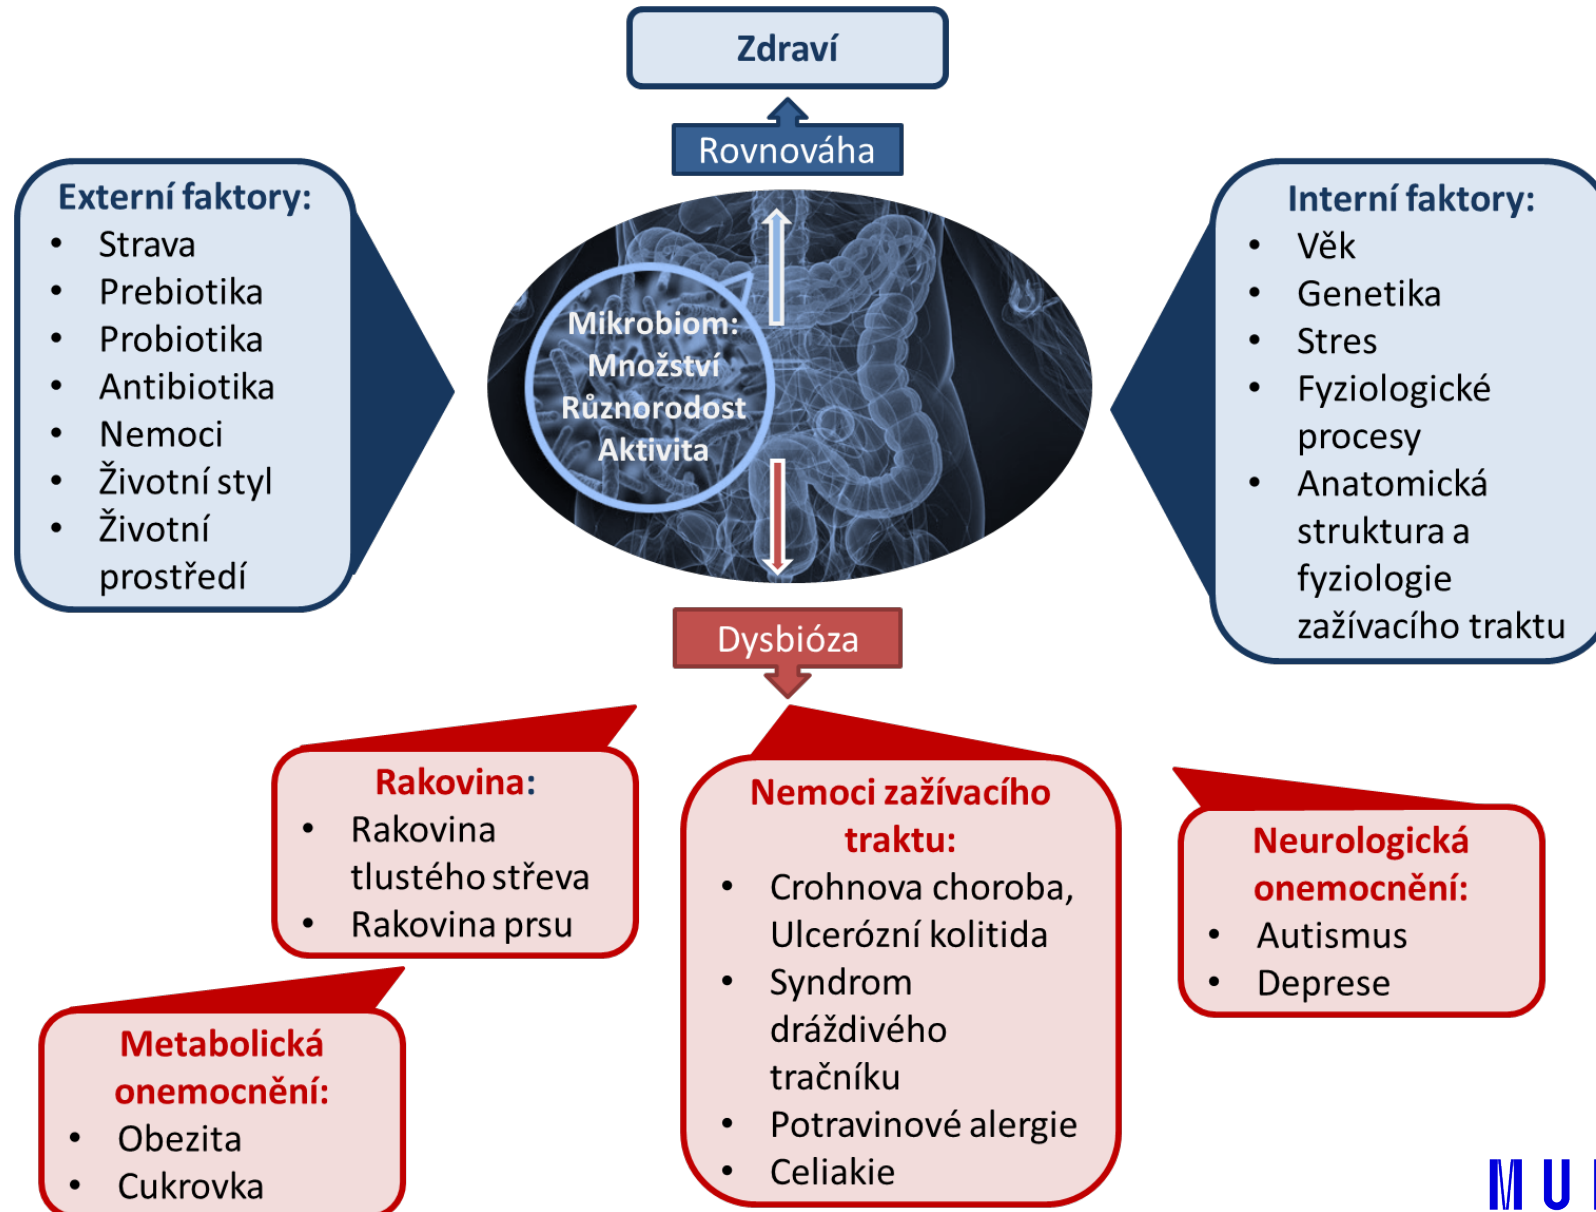 Zdraví
Rovnováha
Externí faktory:
• Strava
• Prebiotika
• Probiotika
• Antibiotika
• Nemoci
• Životní styl
• Životní
prostředí
Mikrobiom:
Množství
Různorodost
Aktivita
Interní faktory:
• Věk
• Genetika
• Stres
• Fyziologické
procesy
• Anatomická
struktura a
fyziologie
zažívacího traktu
Dysbióza
Rakovina:
• Rakovina
tlustého střeva
• Rakovina prsu
Nemoci zažívacího
traktu:
• Crohnova choroba,
Ulcerózní kolitida
• Syndrom
dráždivého
tračníku
• Potravinové alergie
• Celiakie
Neurologická
onemocnění:
• Autismus
• Deprese
Metabolická
onemocnění:
• Obezita
• Cukrovka